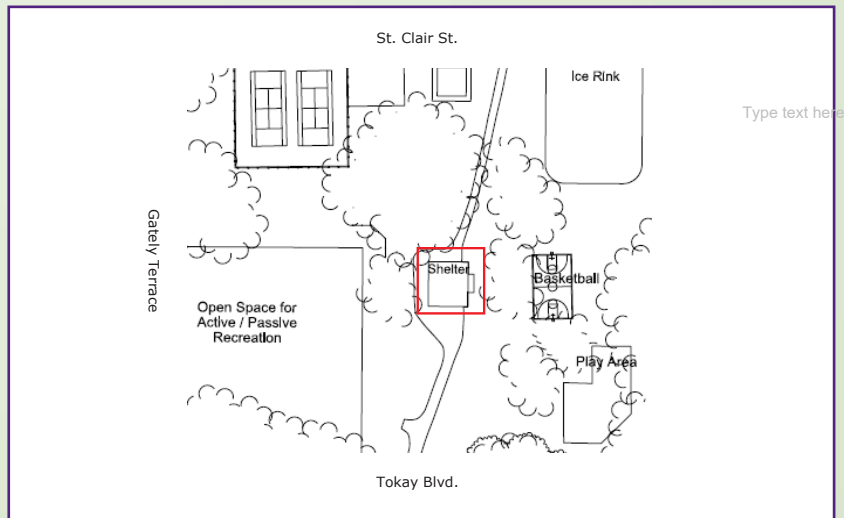 St. Clair St.
Ice Rink
Type text here
Gately Terrace
Shelter
Basketball
Open Space for
Active / Passive
Recreation
Play Area
Tokay Blvd.